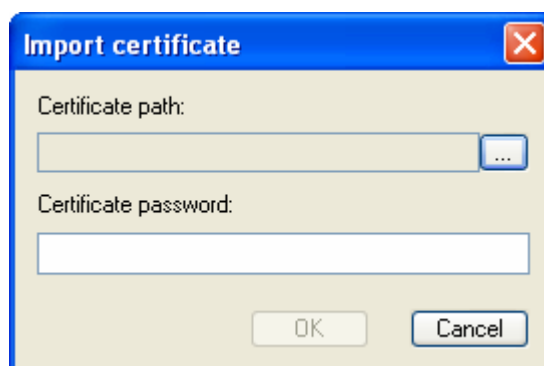 Import certificate
Certificate path:
...
Certificate password:
OK Cancel